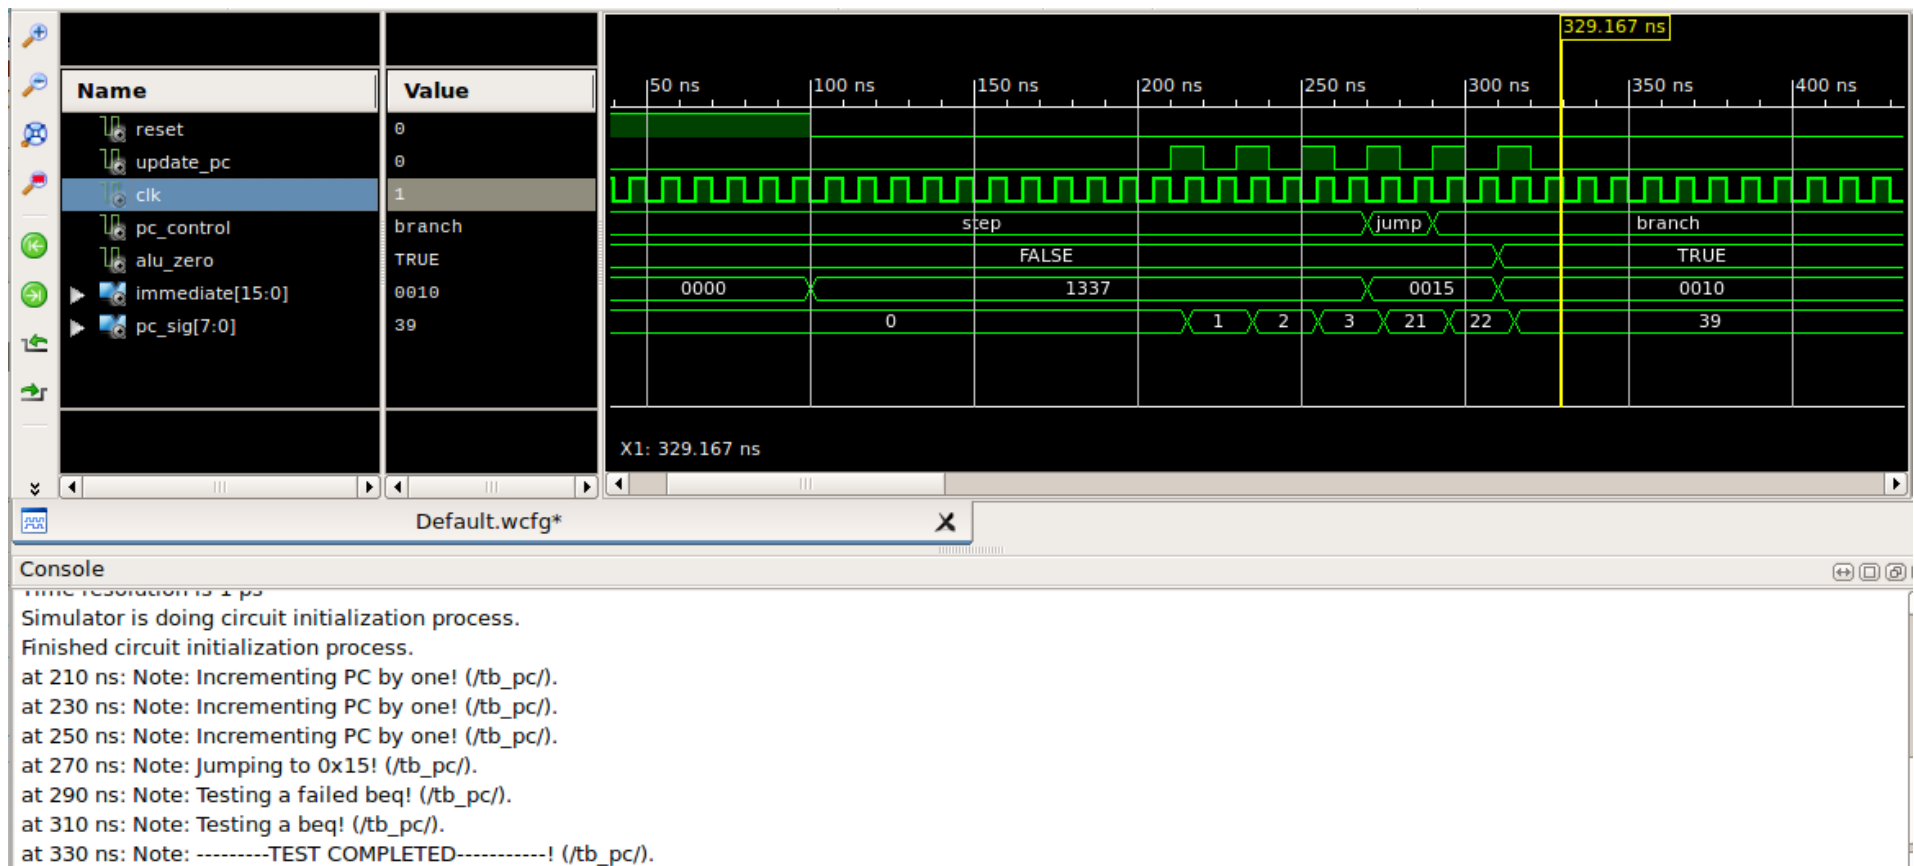 329.167 ns
50 ns 100 ns 150 ns 200 ns 250 ns 300 ns 350 ns 400 ns
Name Value
reset 0
update_pc 0
clk 1
pc_control branch step jump branch
alu_zero TRUE FALSE TRUE
immediate[15:0] 0010 0000 1337 0015 0010
pc_sig[7:0] 39 0 1 2 3 21 22 39
X1: 329.167 ns
Default.wcfg*
Console
Time resolution is 1 ps
Simulator is doing circuit initialization process.
Finished circuit initialization process.
at 210 ns: Note: Incrementing PC by one! (/tb_pc/).
at 230 ns: Note: Incrementing PC by one! (/tb_pc/).
at 250 ns: Note: Incrementing PC by one! (/tb_pc/).
at 270 ns: Note: Jumping to 0x15! (/tb_pc/).
at 290 ns: Note: Testing a failed beq! (/tb_pc/).
at 310 ns: Note: Testing a beq! (/tb_pc/).
at 330 ns: Note: ---------TEST COMPLETED-----------! (/tb_pc/).